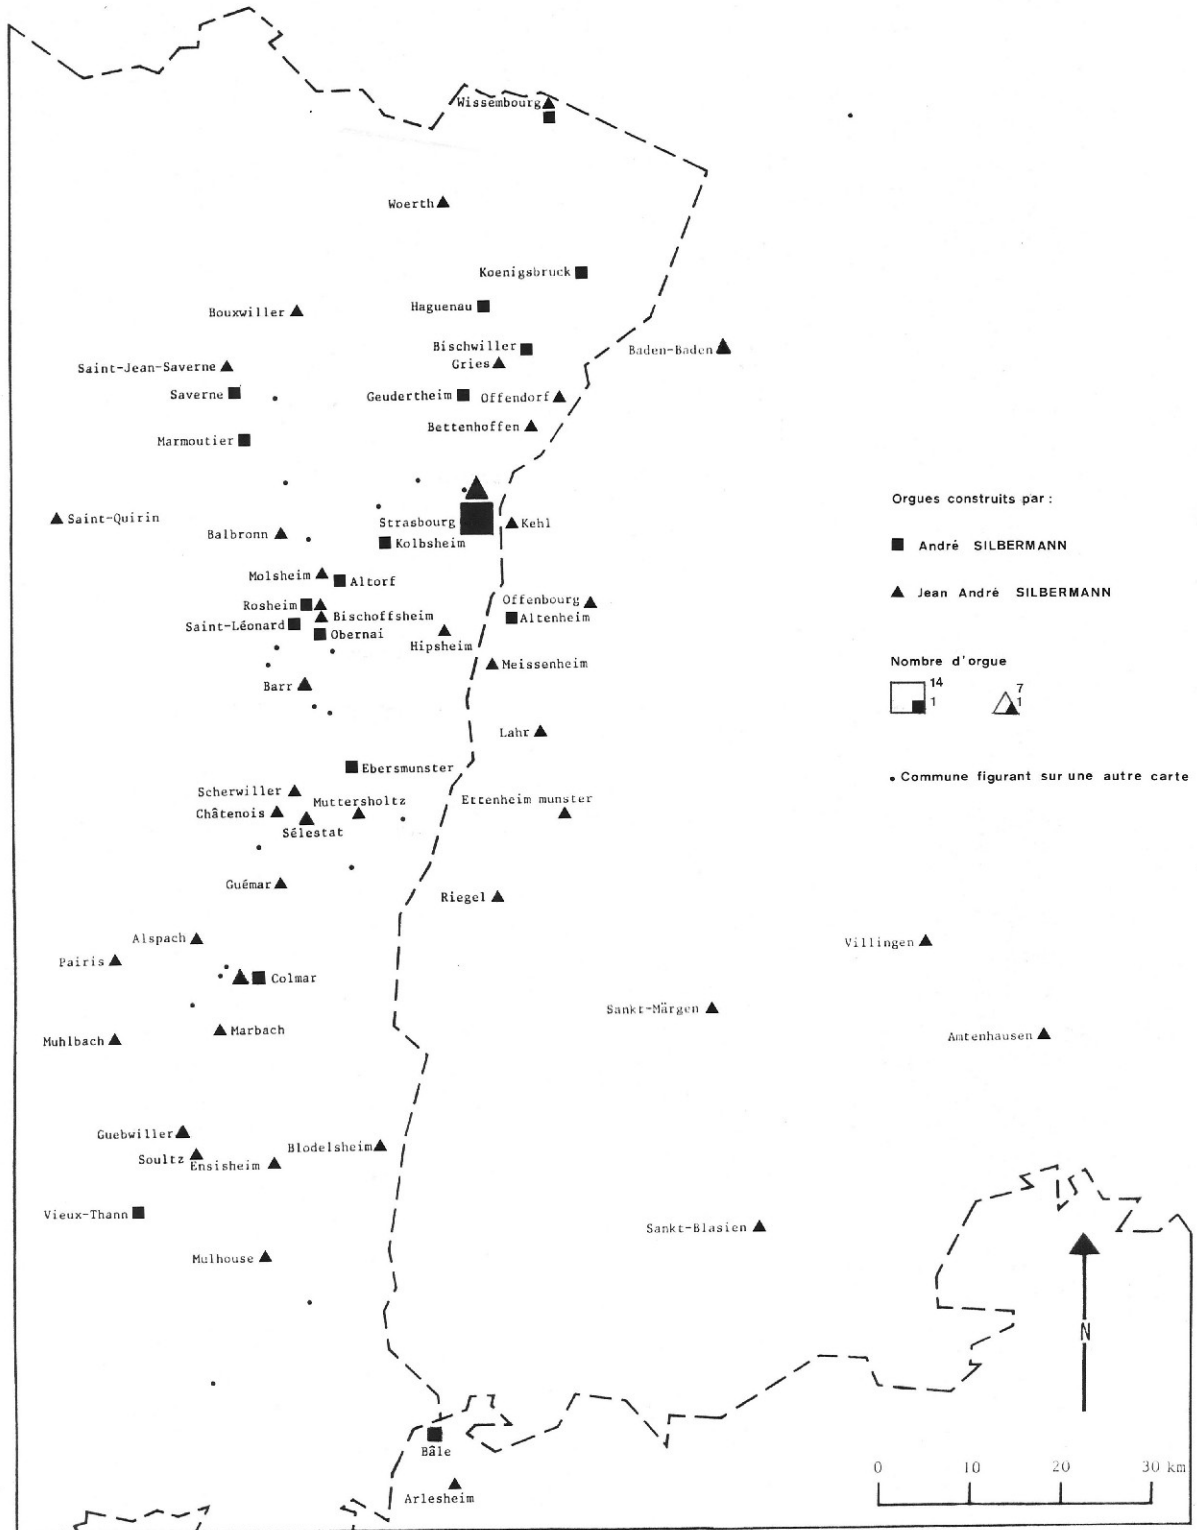 Wissembourg
Woerth
Koenigsbruck
Haguenau
Bouxwiller
Bischwiller
Baden-Baden
Gries
Saint-Jean-Saverne
Saverne
Geudertheim
Offendorf
Bettenhoffen
Marmoutier
Saint-Quirin
Strasbourg
Kehl
Balbronn
Kolbsheim
Molsheim
Altorf
Rosheim
Offenbourg
Bischoffsheim
Altenheim
Saint-Léonard
Obernai
Hipsheim
Meissenheim
Barr
Lahr
Ebersmunster
Scherwiller
Muttersholtz
Ettenheim munster
Châtenois
Sélestat
Guémar
Riegel
Alspach
Villingen
Pairis
Colmar
Sankt-Märgen
Marbach
Amtenhausen
Muhlbach
Guebwiller
Blodelsheim
Soultz
Ensisheim
Vieux-Thann
Sankt-Blasien
Mulhouse
Bâle
Arlesheim
Orgues construits par :
André SILBERMANN
Jean André SILBERMANN
Nombre d'orgue
14
1
7
1
Commune figurant sur une autre carte
N
0 10 20 30 km